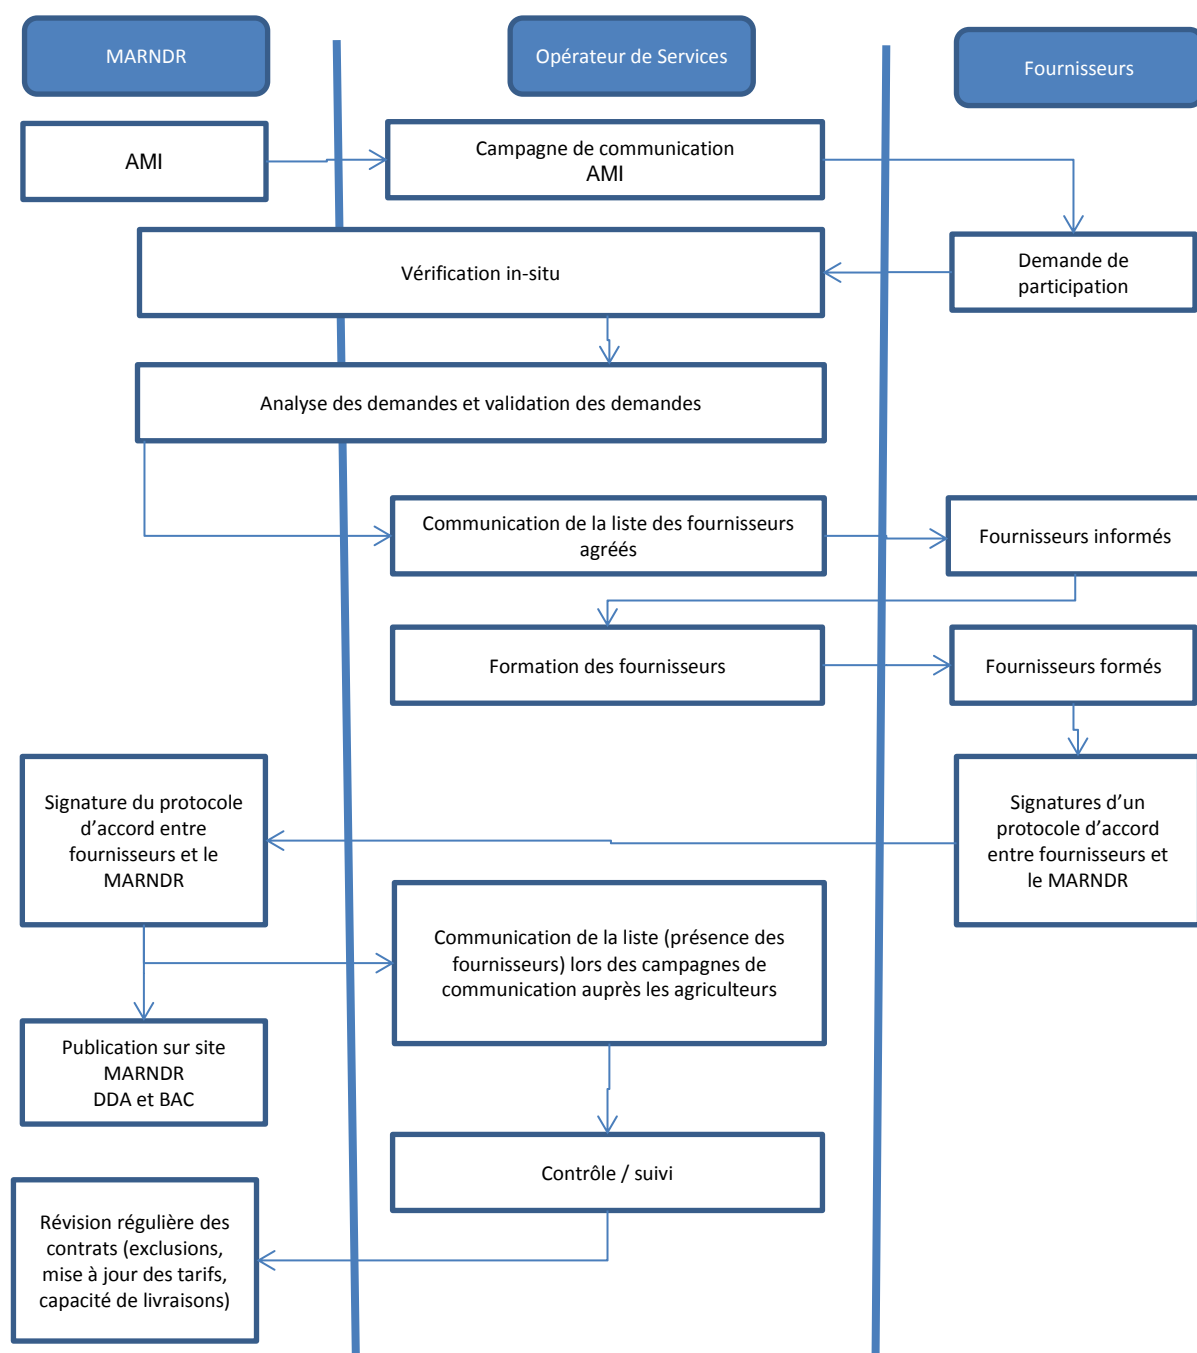 MARNDR
Opérateur de Services
Fournisseurs
AMI
Campagne de communication
AMI
Demande de
participation
Vérification in-situ
Analyse des demandes et validation des demandes
Communication de la liste des fournisseurs
agréés
Fournisseurs informés
Formation des fournisseurs
Fournisseurs formés
Signature du protocole
d’accord entre
fournisseurs et le
MARNDR
Signatures d’un
protocole d’accord
entre fournisseurs et
le MARNDR
Communication de la liste (présence des
fournisseurs) lors des campagnes de
communication auprès les agriculteurs
Publication sur site
MARNDR
DDA et BAC
Contrôle / suivi
Révision régulière des
contrats (exclusions,
mise à jour des tarifs,
capacité de livraisons)